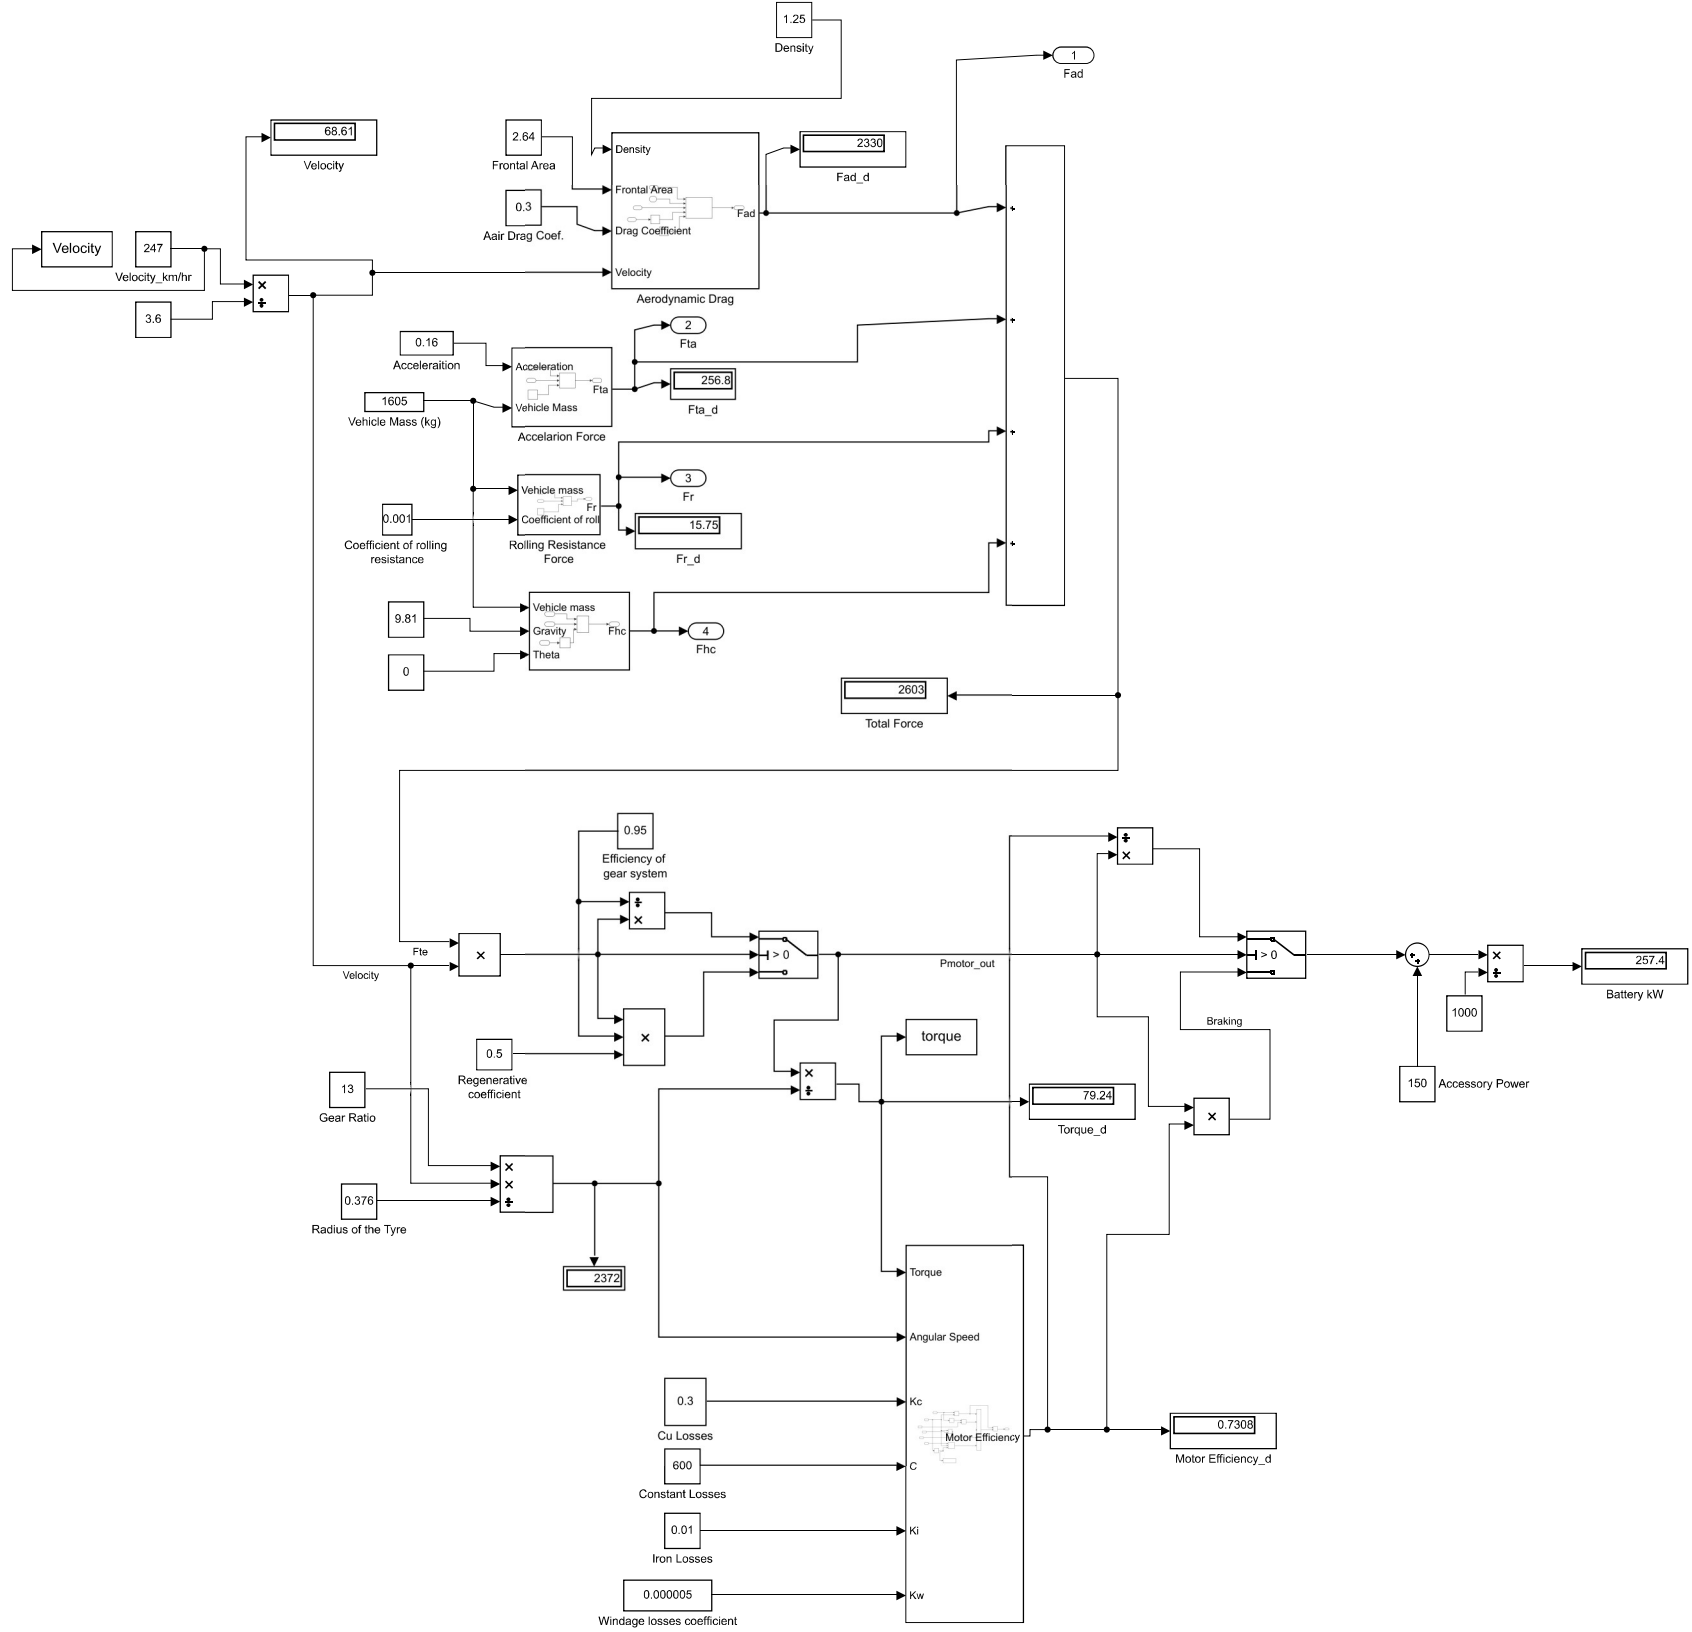 1.25
Density
1
Fad
68.61
Velocity
2.64
Frontal Area
0.3
Aair Drag Coef.
Density
Frontal Area
Drag Coefficient
Velocity
Fad
Aerodynamic Drag
2330
Fad_d
Velocity
247
Velocity_km/hr
3.6
×
÷
+
+
+
+
0.16
Acceleraition
1605
Vehicle Mass (kg)
Acceleration
Vehicle Mass
Fta
Accelarion Force
2
Fta
256.8
Fta_d
0.001
Coefficient of rolling
resistance
Vehicle mass
Coefficient of roll
Fr
Rolling Resistance
Force
3
Fr
15.75
Fr_d
9.81
0
Vehicle mass
Gravity
Theta
Fhc
4
Fhc
2603
Total Force
0.95
Efficiency of
gear system
÷
×
Fte
Velocity
×
> 0
×
0.5
Regenerative
coefficient
Pmotor_out
÷
×
> 0
Braking
+
+
×
÷
1000
257.4
Battery kW
150
Accessory Power
×
÷
torque
79.24
Torque_d
×
13
Gear Ratio
0.376
Radius of the Tyre
×
×
÷
2372
Torque
Angular Speed
Kc
C
Ki
Kw
Motor Efficiency
0.3
Cu Losses
600
Constant Losses
0.01
Iron Losses
0.000005
Windage losses coefficient
0.7308
Motor Efficiency_d